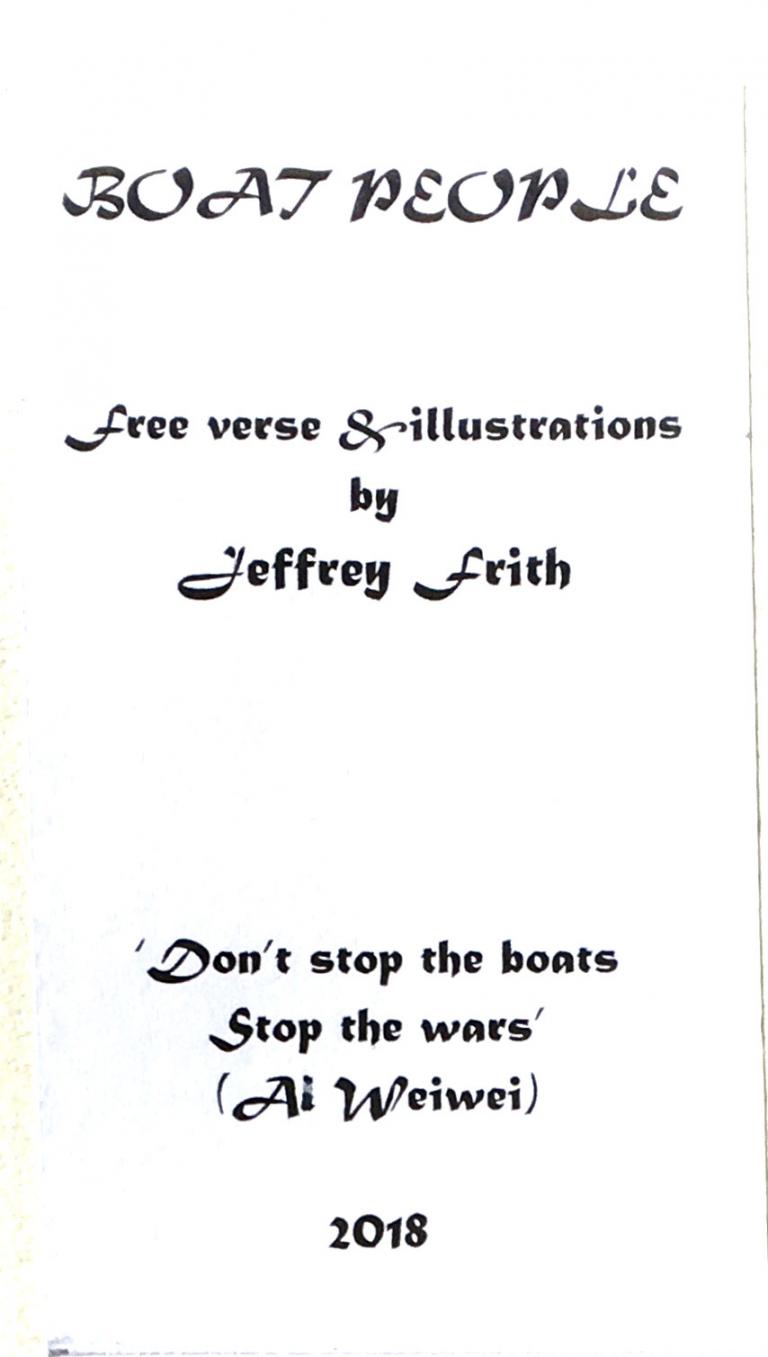 BOAT PEOPLE
Free verse & illustrations
by
Jeffrey Frith
'Don't stop the boats
Stop the wars'
(Ai Weiwei)
2018